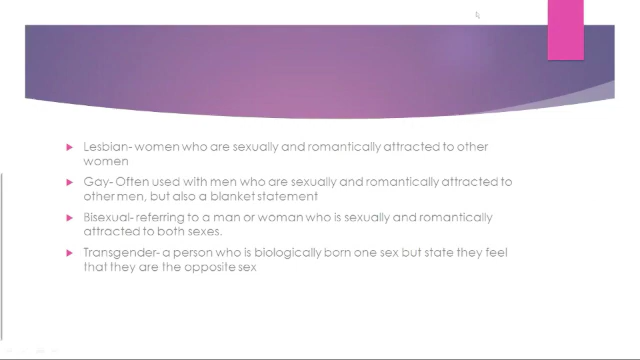 Lesbian- women who are sexually and romantically attracted to other
women
Gay- Often used with men who are sexually and romantically attracted to
other men, but also a blanket statement
Bisexual- referring to a man or woman who is sexually and romantically
attracted to both sexes.
Transgender- a person who is biologically born one sex but state they feel
that they are the opposite sex